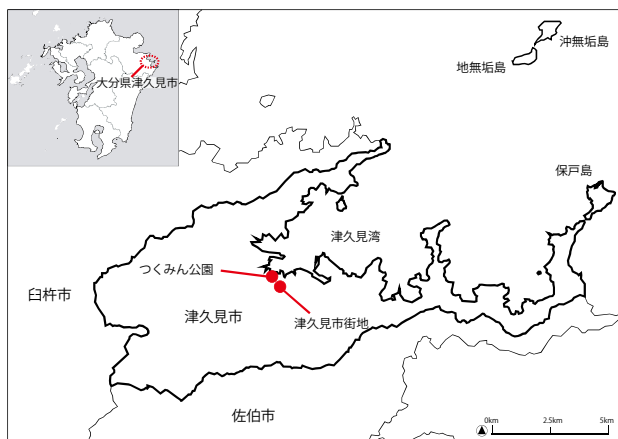 大分県津久見市
沖無垢島
地無垢島
保戸島
津久見湾
つくみん公園
臼杵市
津久見市
津久見市街地
佐伯市
0km 2.5km 5km